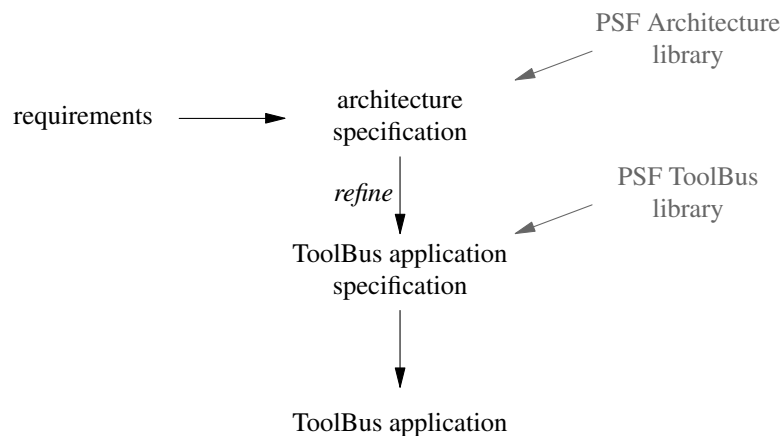 PSF Architecture
library
requirements
architecture
specification
refine
PSF ToolBus
library
ToolBus application
specification
ToolBus application